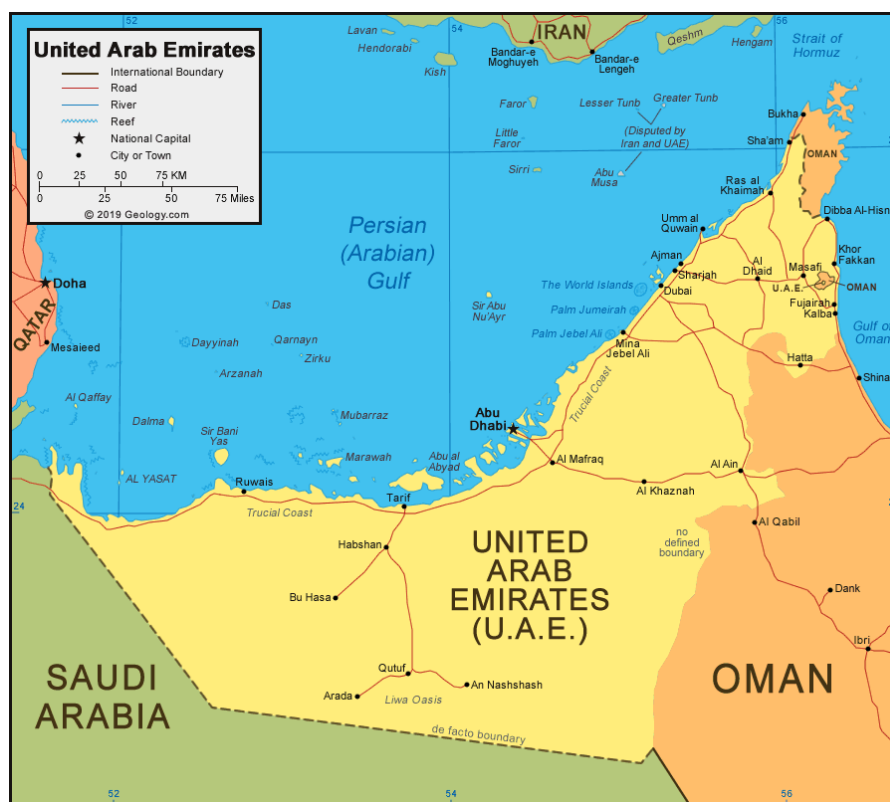 52
54
56
United Arab Emirates
International Boundary
Road
River
Reef
National Capital
City or Town
0 25 50 75 KM
0 25 50 75 Miles
© 2019 Geology.com
Lavan
Hendorabi
Kish
IRAN
Bandar-e
Moghuyeh
Bandar-e
Lengeh
Qeshm
Hengam
Strait of
Hormuz
Faror
Lesser Tunb
Greater Tunb
Little
Faror
(Disputed by
Iran and UAE)
Sirri
Abu
Musa
Bukha
Sha'am
OMAN
Ras al
Khaimah
Umm al
Quwain
Dibba Al-Hisn
Persian
(Arabian)
Gulf
Ajman
Sharjah
Dubai
Al
Dhaid
Masafi
Khor
Fakkan
U.A.E.
OMAN
Fujairah
Kalba
Gulf of
Oman
Doha
QATAR
Mesaieed
The World Islands
Palm Jumeirah
Palm Jebel Ali
Mina
Jebel Ali
Hatta
Shina
Das
Sir Abu
Nu'Ayr
Dayyinah
Qarnayn
Zirku
Arzanah
Al Qaffay
Dalma
Sir Bani
Yas
Mubarraz
Marawah
Abu al
Abyad
Abu
Dhabi
Trucial Coast
AL YASAT
Ruwais
Tarif
Trucial Coast
Al Mafraq
Al Khaznah
Al Ain
24
Habshan
Bu Hasa
UNITED
ARAB
EMIRATES
(U.A.E.)
no
defined
boundary
Al Qabil
Dank
Ibri
Qutuf
Arada
An Nashshash
Liwa Oasis
SAUDI
ARABIA
OMAN
de facto boundary
52
54
56